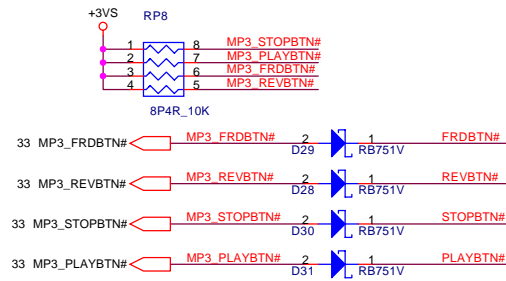 +3VS
RP8
1 8 MP3_STOPBTN#
2 7 MP3_PLAYBTN#
3 6 MP3_FRDBTN#
4 5 MP3_REVBTN#
8P4R_10K
33 MP3_FRDBTN# MP3_FRDBTN# 2 1 FRDBTN#
D29 RB751V
33 MP3_REVBTN# MP3_REVBTN# 2 1 REVBTN#
D28 RB751V
33 MP3_STOPBTN# MP3_STOPBTN# 2 1 STOPBTN#
D30 RB751V
33 MP3_PLAYBTN# MP3_PLAYBTN# 2 1 PLAYBTN#
D31 RB751V